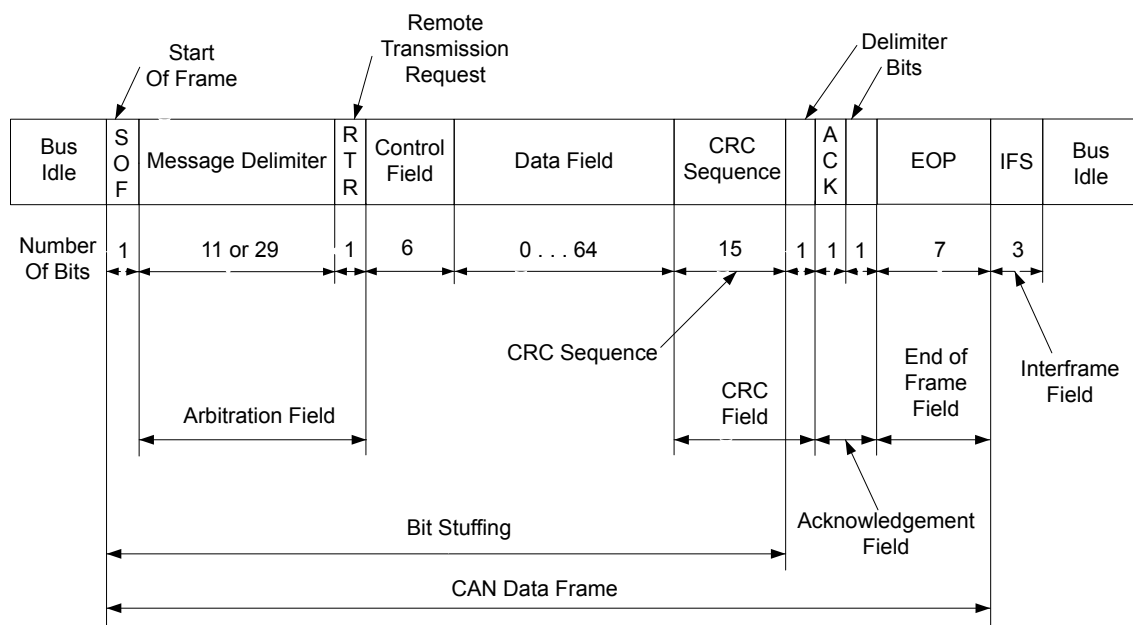 Start
Of Frame
Remote
Transmission
Request
Delimiter
Bits
Bus
Idle
S
O
F
Message Delimiter
R
T
R
Control
Field
Data Field
CRC
Sequence
A
C
K
EOP
IFS
Bus
Idle
Number
Of Bits
1
11 or 29
1
6
0 . . . 64
15
1
1
1
7
3
CRC Sequence
End of
Frame
Field
Interframe
Field
CRC
Field
Arbitration Field
Acknowledgement
Field
Bit Stuffing
CAN Data Frame